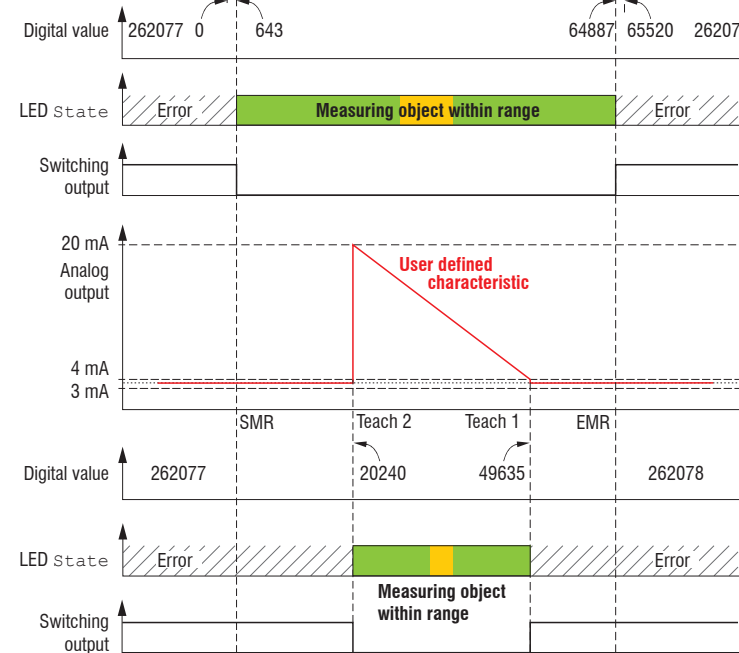 Digital value 262077 0 643 64887 65520 26207
LED State Error Measuring object within range Error
Switching
output
20 mA
Analog
output
User defined
characteristic
4 mA
3 mA
SMR Teach 2 Teach 1 EMR
Digital value 262077 20240 49635 262078
LED State Error Error
Measuring object
within range
Switching
output